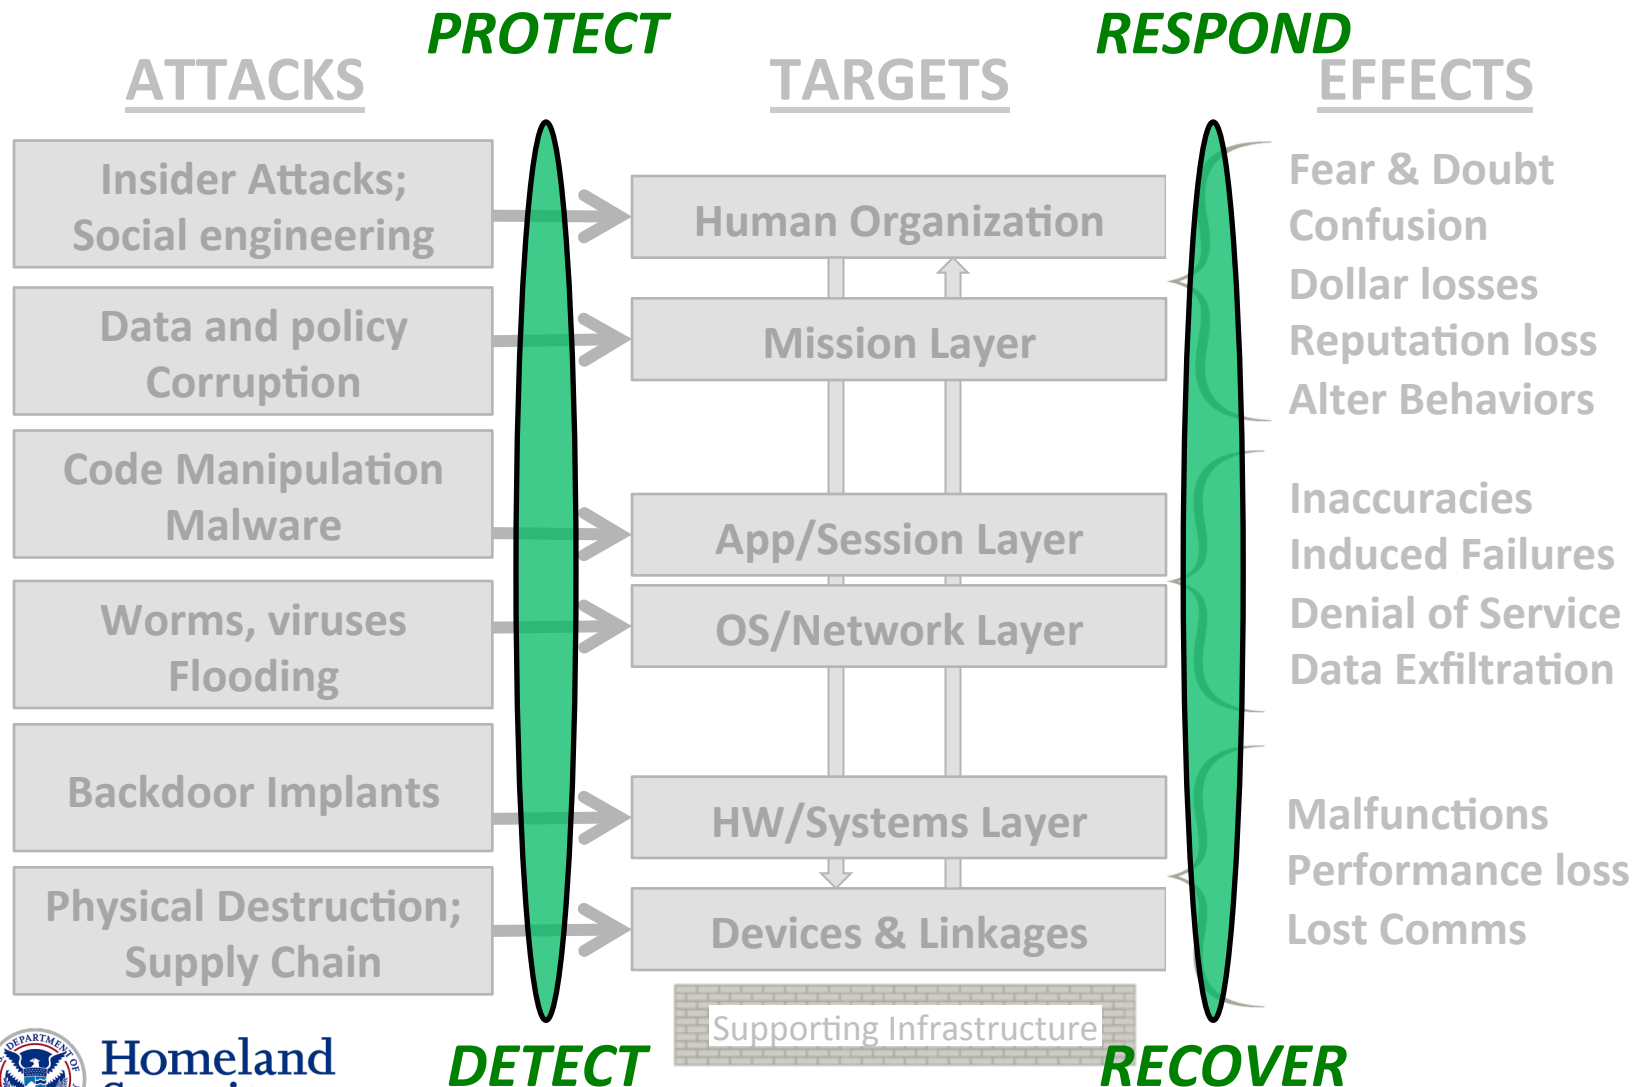 PROTECT
RESPOND
ATTACKS
TARGETS
EFFECTS
Insider Attacks;
Social engineering
Human Organization
Fear & Doubt
Confusion
Dollar losses
Reputation loss
Alter Behaviors
Data and policy
Corruption
Mission Layer
Code Manipulation
Malware
App/Session Layer
Inaccuracies
Induced Failures
Denial of Service
Data Exfiltration
Worms, viruses
Flooding
OS/Network Layer
Backdoor Implants
HW/Systems Layer
Malfunctions
Performance loss
Lost Comms
Physical Destruction;
Supply Chain
Devices & Linkages
Supporting Infrastructure
DEPARTMENT OF
Homeland
DETECT
RECOVER